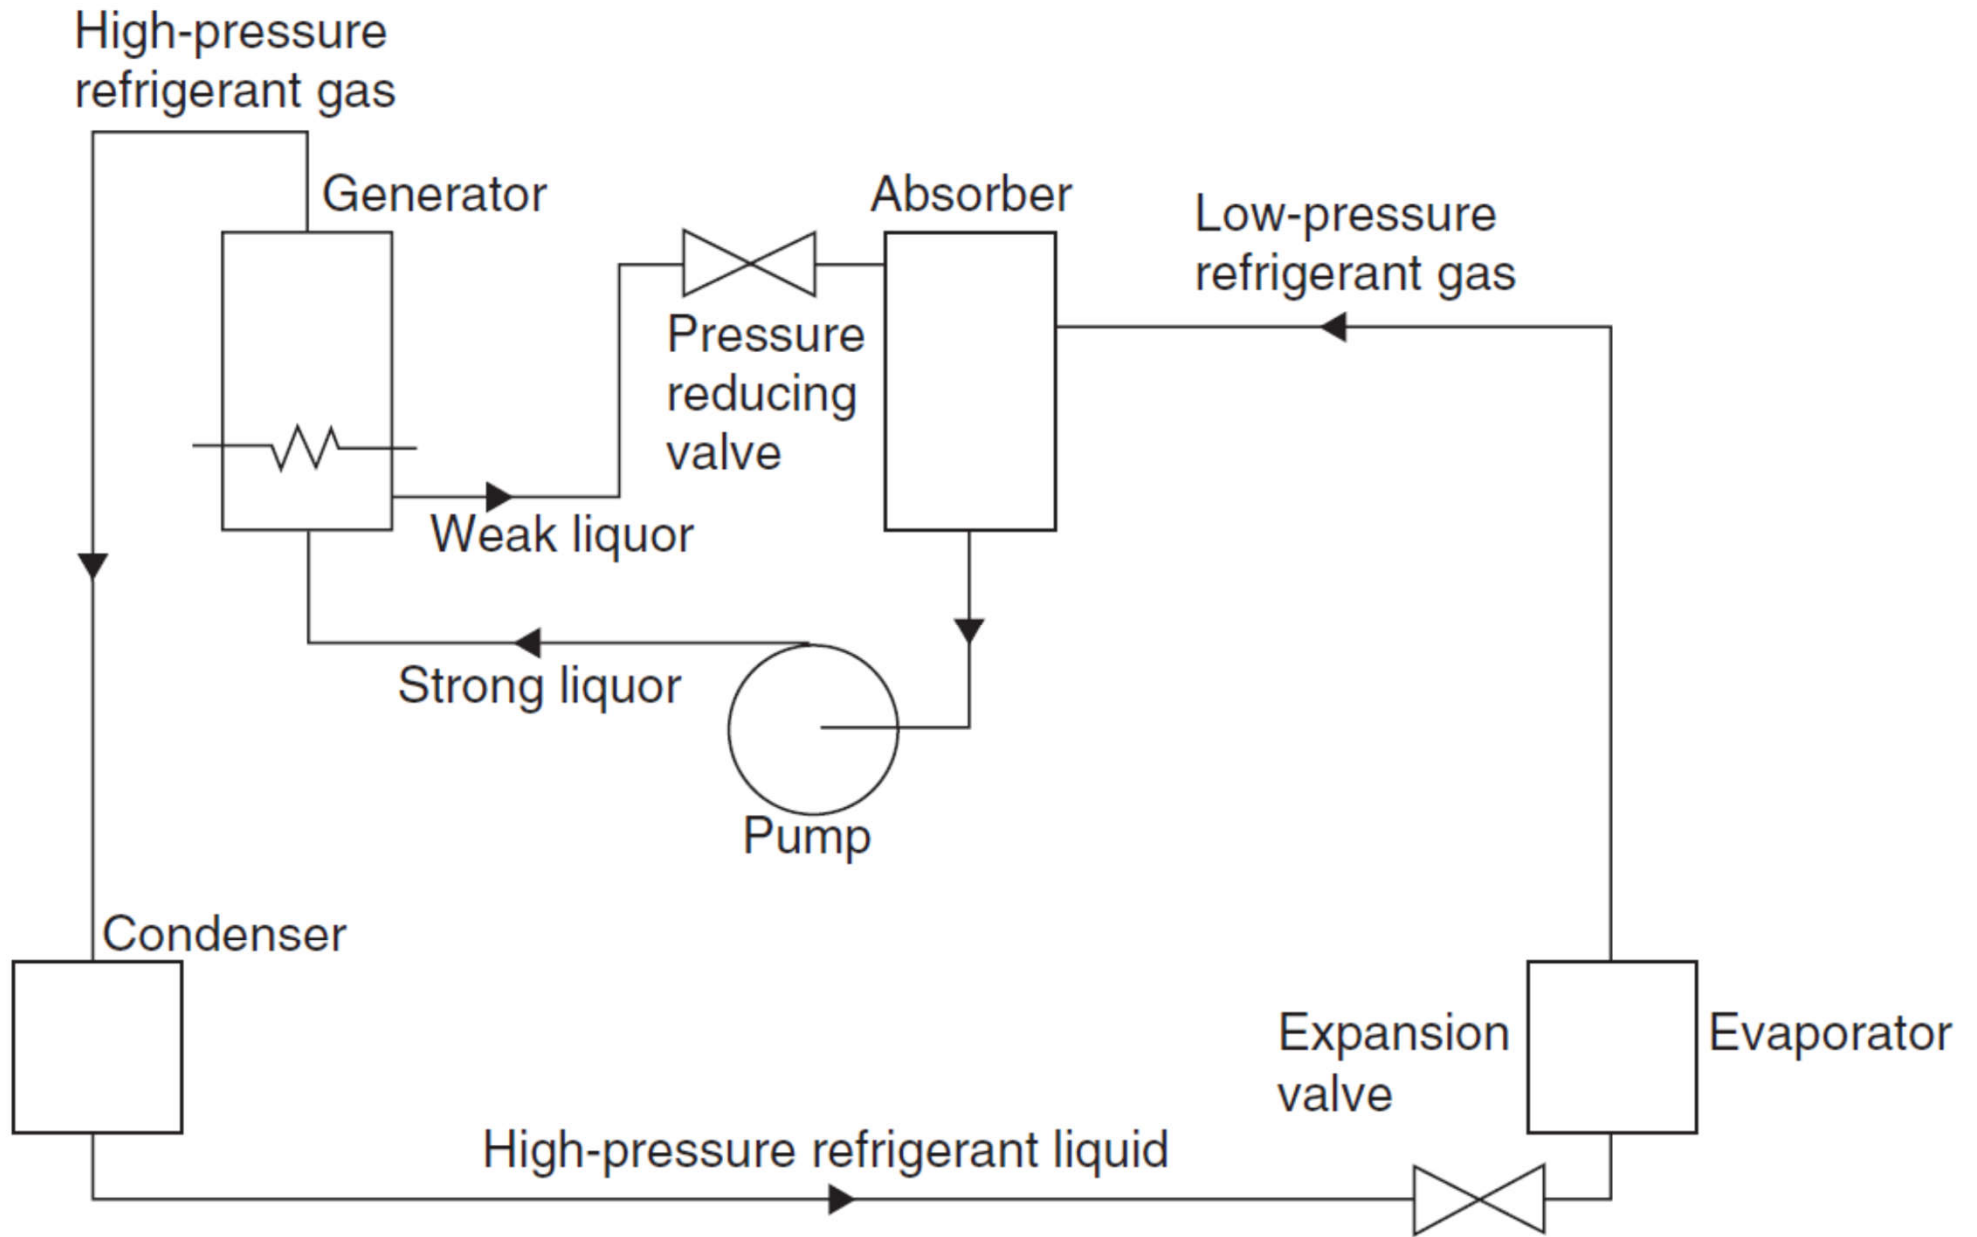 High-pressure
refrigerant gas
Generator
Absorber
Low-pressure
refrigerant gas
Pressure
reducing
valve
Weak liquor
Strong liquor
Pump
Condenser
Expansion
valve
Evaporator
High-pressure refrigerant liquid